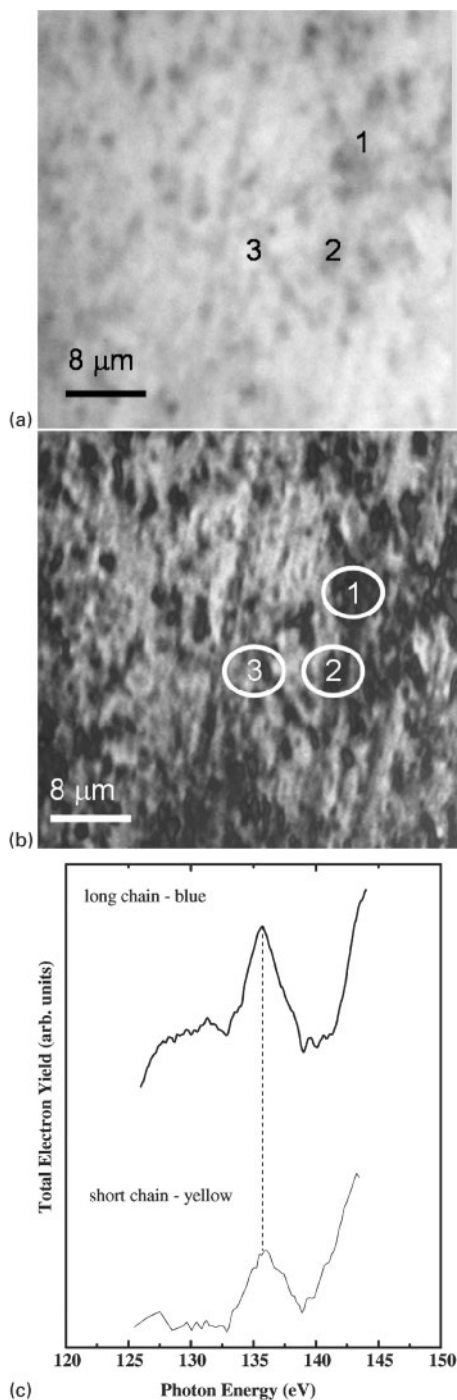 1
3 2
8 μm
(a)
1
3 2
8 μm
(b)
long chain - blue
short chain - yellow
Total Electron Yield (arb. units)
120 125 130 135 140 145 150
Photon Energy (eV)
(c)